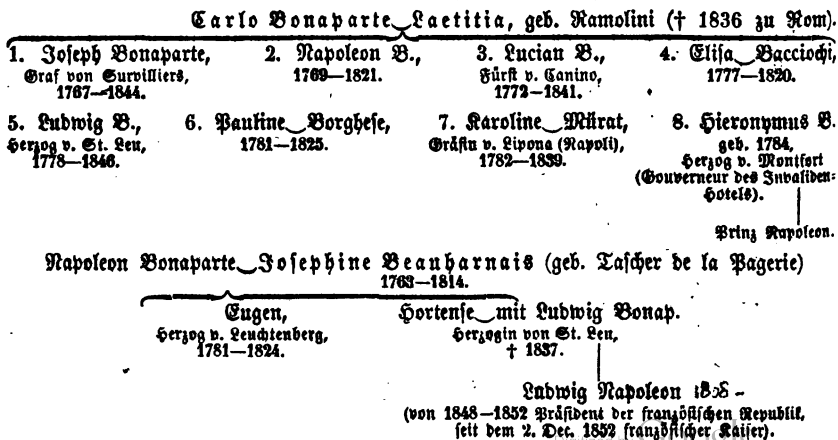 Carlo Bonaparte‿Laetitia, geb. Ramolini († 1836 zu Rom).
1. Joseph Bonaparte, 2. Napoleon B., 3. Lucian B., 4. Elisa‿Bacciochi,
Graf von Survilliers, 1769—1821. Fürst v. Canino, 1777—1820.
1767—1844. 1772—1841.
5. Ludwig B., 6. Pauline‿Borghese, 7. Karoline‿Mürat, 8. Hieronymus B.
Herzog v. St. Leu, 1781—1825. Gräfin v. Lipona (Napoli), geb. 1784,
1778—1846. 1782—1839. Herzog v. Montfort
(Gouverneur des Invaliden-
Hotels).
Prinz Napoleon.
Napoleon Bonaparte‿Josephine Beauharnais (geb. Tascher de la Pagerie)
1763—1814.
Eugen, Hortense‿mit Ludwig Bonap.
Herzog v. Leuchtenberg, Herzogin von St. Leu,
1781—1824. † 1837.
Ludwig Napoleon 1808 -
(von 1848—1852 Präsident der französischen Republik,
seit dem 2. Dec. 1852 französischer Kaiser).